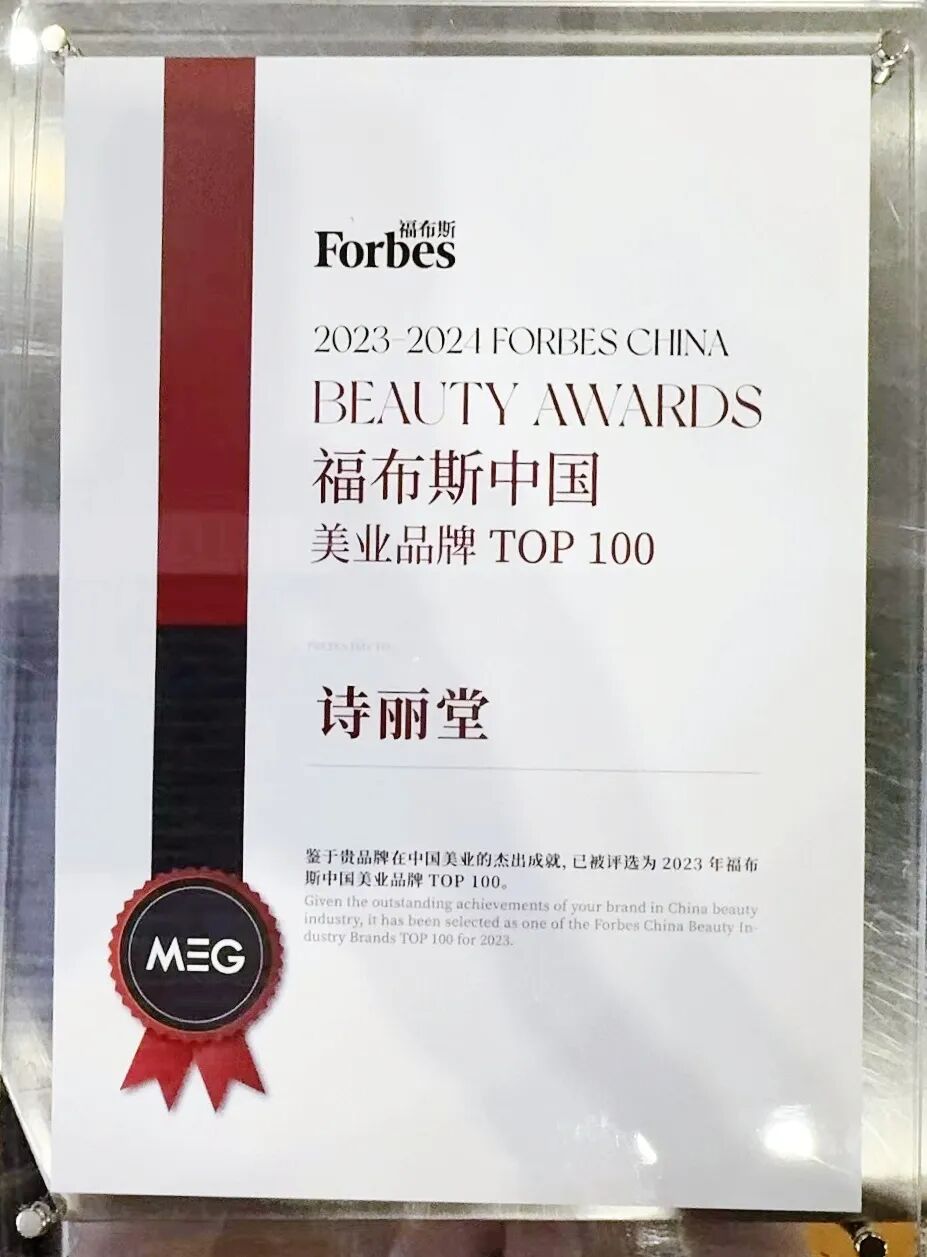 福布斯
Forbes
2023-2024 FORBES CHINA
BEAUTY AWARDS
福布斯中国
美业品牌 TOP 100
PRESENTED TO
诗丽堂
鉴于贵品牌在中国美业的杰出成就, 已被评选为 2023 年福布
斯中国美业品牌 TOP 100。
Given the outstanding achievements of your brand in China beauty
industry, it has been selected as one of the Forbes China Beauty In-
dustry Brands TOP 100 for 2023.
MEG